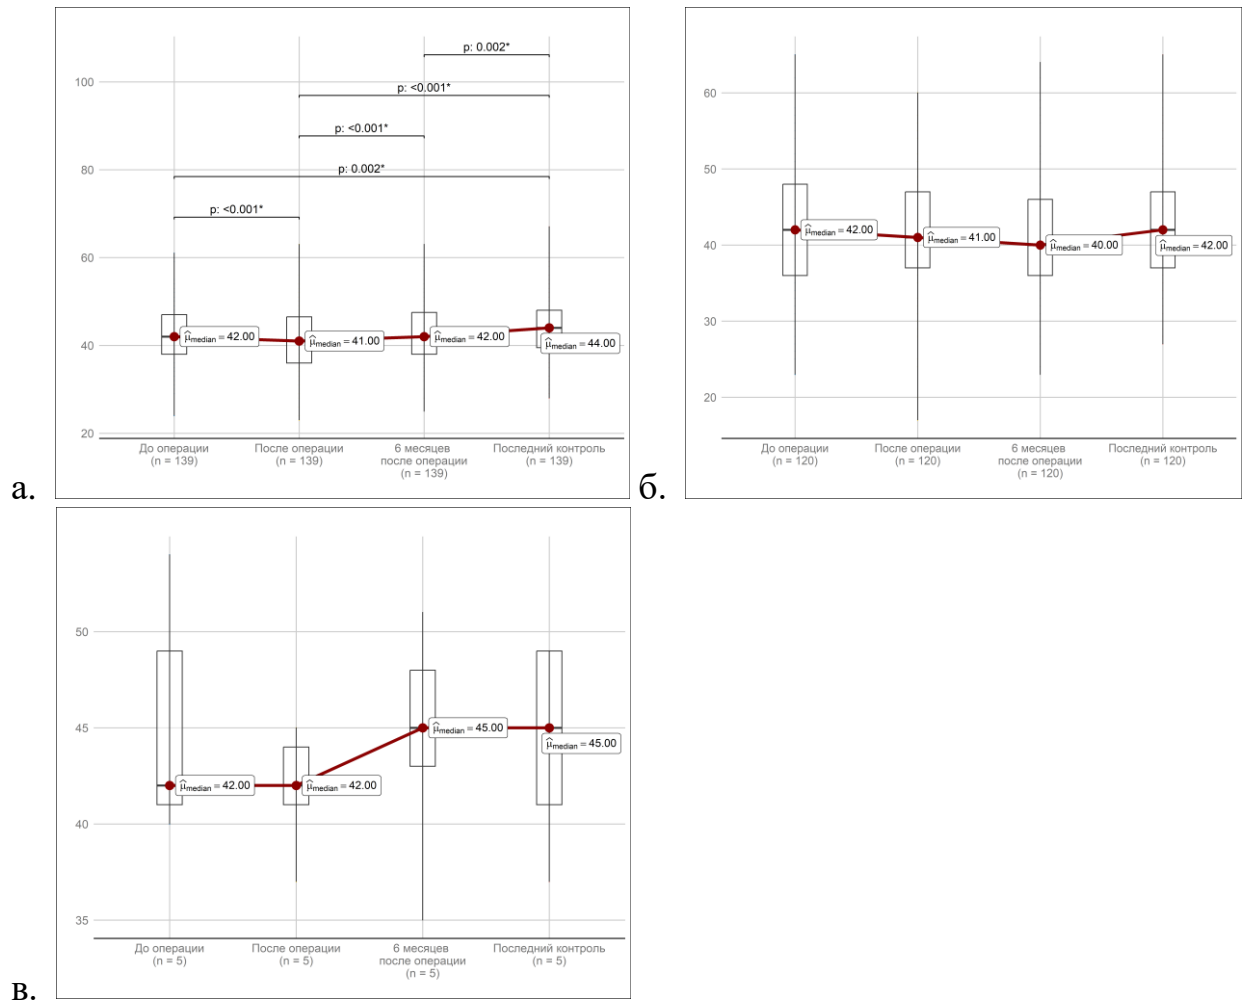 p: 0.002*
100
p: <0.001*
p: <0.001*
80
p: 0.002*
p: <0.001*
60
μ̂median = 42.00
μ̂median = 41.00
μ̂median = 42.00
μ̂median = 44.00
40
20
До операции
(n = 139)
После операции
(n = 139)
6 месяцев
после операции
(n = 139)
Последний контроль
(n = 139)
а.
60
50
μ̂median = 42.00
μ̂median = 41.00
μ̂median = 40.00
μ̂median = 42.00
40
30
20
До операции
(n = 120)
После операции
(n = 120)
6 месяцев
после операции
(n = 120)
Последний контроль
(n = 120)
б.
50
45
μ̂median = 42.00
μ̂median = 42.00
μ̂median = 45.00
μ̂median = 45.00
40
35
До операции
(n = 5)
После операции
(n = 5)
6 месяцев
после операции
(n = 5)
Последний контроль
(n = 5)
в.